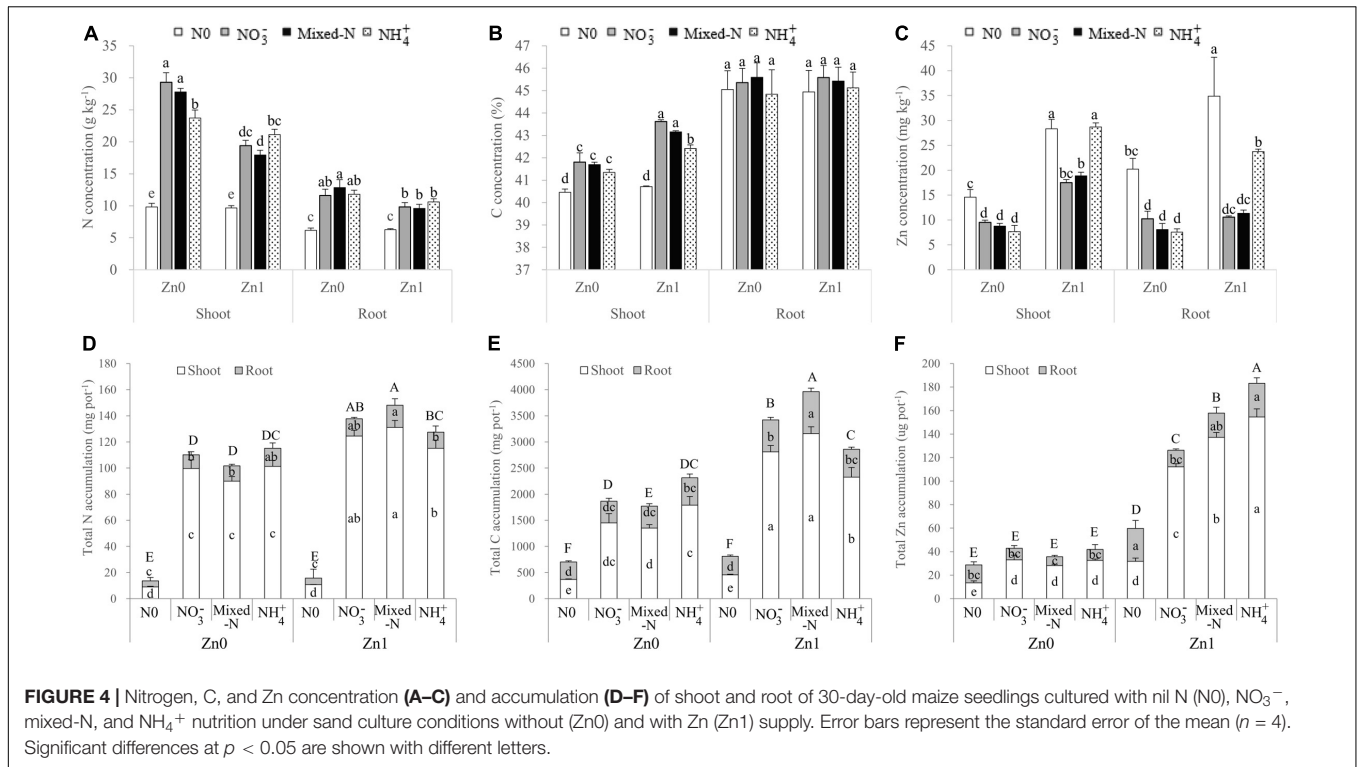 A
N0 NO₃⁻ Mixed-N NH₄⁺
N concentration (g kg⁻¹)
35
30
25
20
15
10
5
0
e a a b
e dc d bc
c ab a ab
c b b b
Zn0 Zn1 Zn0 Zn1
Shoot Root
B
N0 NO₃⁻ Mixed-N NH₄⁺
C concentration (%)
47
46
45
44
43
42
41
40
39
38
37
d c c c
d a a b
a a a a
a a a a
Zn0 Zn1 Zn0 Zn1
Shoot Root
C
N0 NO₃⁻ Mixed-N NH₄⁺
Zn concentration (mg kg⁻¹)
45
40
35
30
25
20
15
10
5
0
c d d d
a bc b a
bc d d d
a dc dc b
Zn0 Zn1 Zn0 Zn1
Shoot Root
D
Shoot Root
Total N accumulation (mg pot⁻¹)
180
160
140
120
100
80
60
40
20
0
E D D DC E AB A BC
c b b ab c ab a b
d c c c d ab a b
N0 NO₃⁻ Mixed-N NH₄⁺ N0 NO₃⁻ Mixed-N NH₄⁺
Zn0 Zn1
E
Shoot Root
Total C accumulation (mg pot⁻¹)
4500
4000
3500
3000
2500
2000
1500
1000
500
0
F D E DC F B A C
d dc dc bc d b a bc
e dc d c e a a b
N0 NO₃⁻ Mixed-N NH₄⁺ N0 NO₃⁻ Mixed-N NH₄⁺
Zn0 Zn1
F
Shoot Root
Total Zn accumulation (ug pot⁻¹)
200
180
160
140
120
100
80
60
40
20
0
E E E E D C B A
bc bc c bc a bc ab a
e d d d d c b a
N0 NO₃⁻ Mixed-N NH₄⁺ N0 NO₃⁻ Mixed-N NH₄⁺
Zn0 Zn1
FIGURE 4 | Nitrogen, C, and Zn concentration (A–C) and accumulation (D–F) of shoot and root of 30-day-old maize seedlings cultured with nil N (N0), NO₃⁻,
mixed-N, and NH₄⁺ nutrition under sand culture conditions without (Zn0) and with Zn (Zn1) supply. Error bars represent the standard error of the mean (n = 4).
Significant differences at p < 0.05 are shown with different letters.